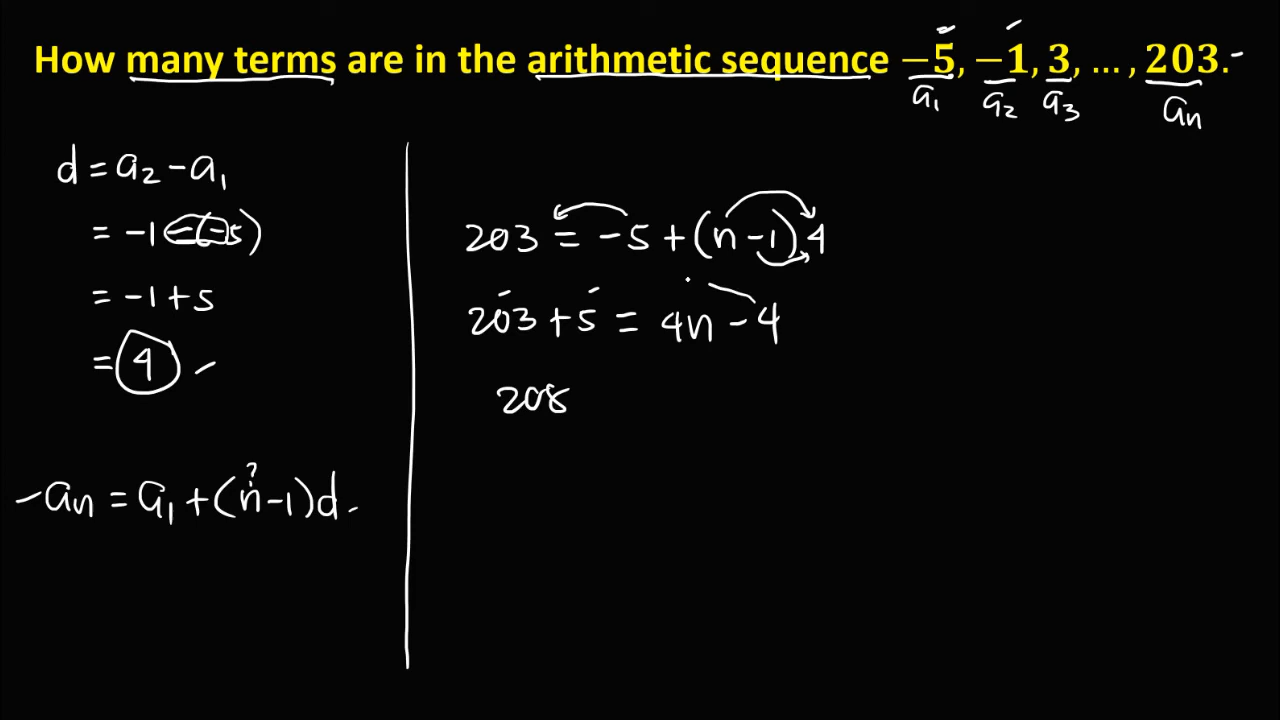 How many terms are in the arithmetic sequence −5, −1, 3, ... , 203.
a₁ a₂ a₃ aₙ
d = a₂ - a₁
= -1 - (-5)
= -1 + 5
= 4
aₙ = a₁ + (n - 1)d
?
203 = -5 + (n - 1)4
203 + 5 = 4n - 4
208